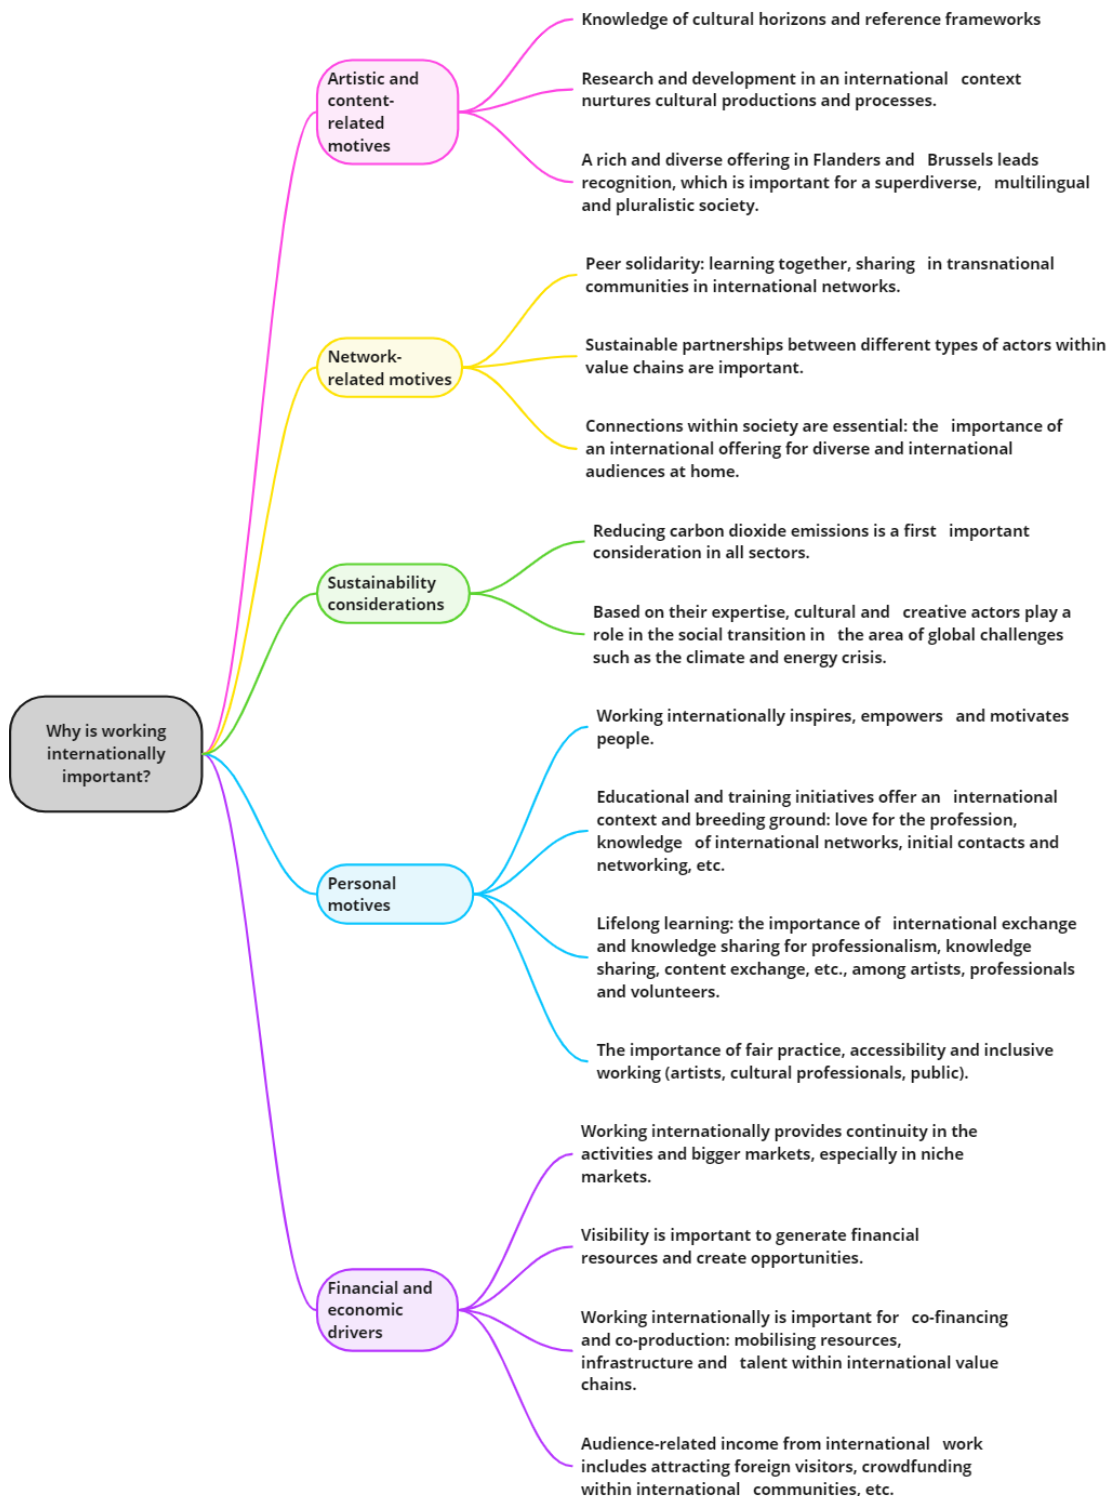 Why is working
internationally
important?
Artistic and
content-
related
motives
Knowledge of cultural horizons and reference frameworks
Research and development in an international context
nurtures cultural productions and processes.
A rich and diverse offering in Flanders and Brussels leads
recognition, which is important for a superdiverse, multilingual
and pluralistic society.
Network-
related motives
Peer solidarity: learning together, sharing in transnational
communities in international networks.
Sustainable partnerships between different types of actors within
value chains are important.
Connections within society are essential: the importance of
an international offering for diverse and international
audiences at home.
Sustainability
considerations
Reducing carbon dioxide emissions is a first important
consideration in all sectors.
Based on their expertise, cultural and creative actors play a
role in the social transition in the area of global challenges
such as the climate and energy crisis.
Personal
motives
Working internationally inspires, empowers and motivates
people.
Educational and training initiatives offer an international
context and breeding ground: love for the profession,
knowledge of international networks, initial contacts and
networking, etc.
Lifelong learning: the importance of international exchange
and knowledge sharing for professionalism, knowledge
sharing, content exchange, etc., among artists, professionals
and volunteers.
The importance of fair practice, accessibility and inclusive
working (artists, cultural professionals, public).
Financial and
economic
drivers
Working internationally provides continuity in the
activities and bigger markets, especially in niche
markets.
Visibility is important to generate financial
resources and create opportunities.
Working internationally is important for co-financing
and co-production: mobilising resources,
infrastructure and talent within international value
chains.
Audience-related income from international work
includes attracting foreign visitors, crowdfunding
within international communities, etc.